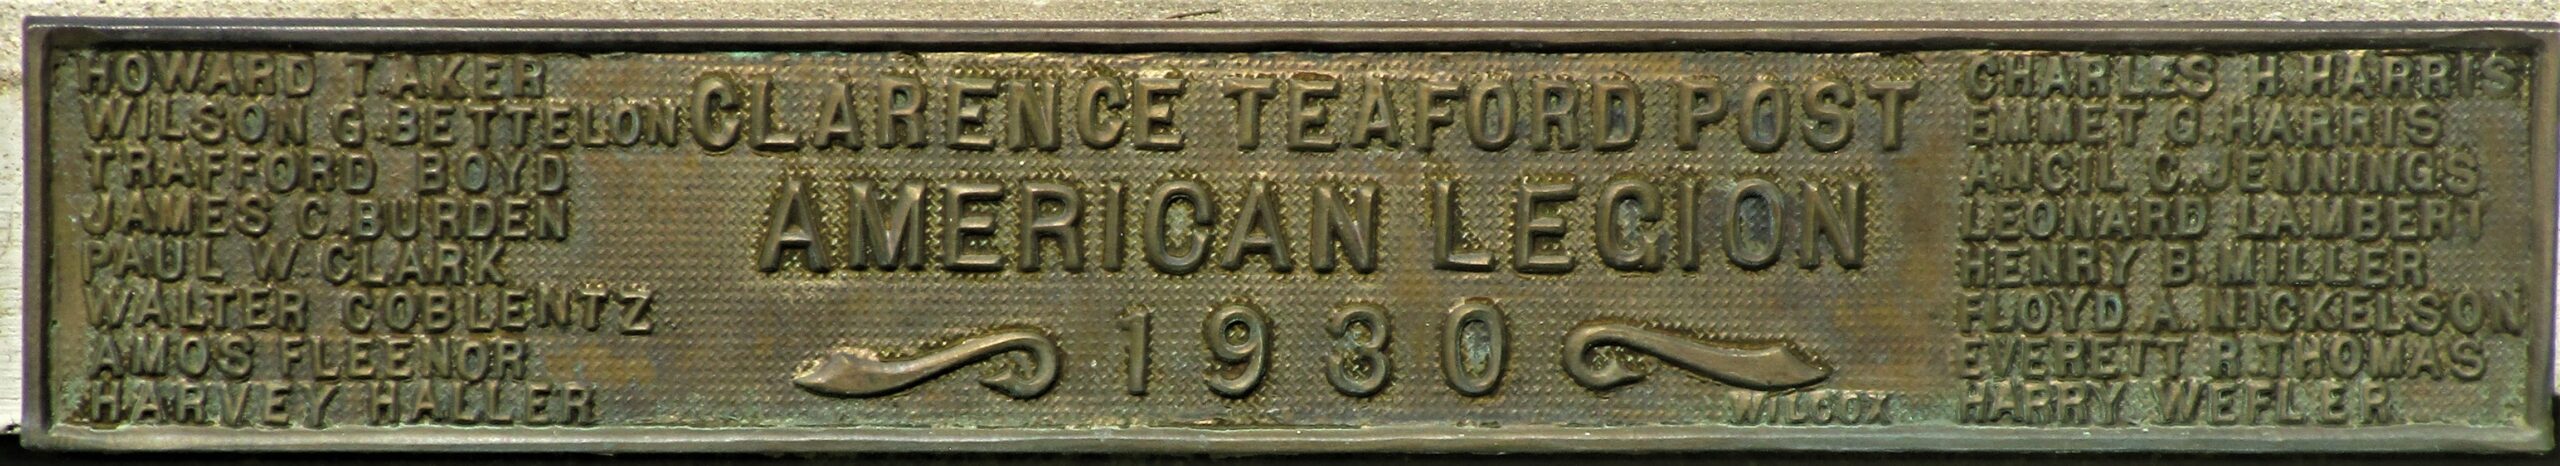 HOWARD T. AKER
WILSON G. BETTELON
TRAFFORD BOYD
JAMES C. BURDEN
PAUL W. CLARK
WALTER COBLENTZ
AMOS FLEENOR
HARVEY HALLER
CLARENCE TEAFORD POST
AMERICAN LEGION
1930
WILCOX
CHARLES H. HARRIS
EMMET G. HARRIS
ANCIL C. JENNINGS
LEONARD LAMBERT
HENRY B. MILLER
FLOYD A. NICKELSON
EVERETT R. THOMAS
HARRY WEFLER